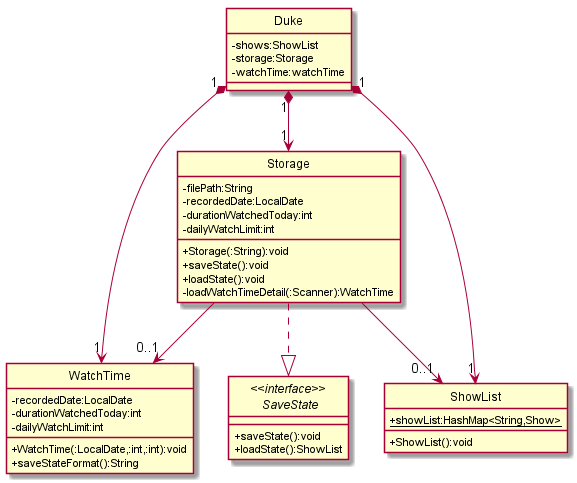 Duke
-shows:ShowList
-storage:Storage
-watchTime:watchTime
1
1
1
1
Storage
-filePath:String
-recordedDate:LocalDate
-durationWatchedToday:int
-dailyWatchLimit:int
+Storage(:String):void
+saveState():void
+loadState():void
-loadWatchTimeDetail(:Scanner):WatchTime
1
0..1
0..1
1
WatchTime
-recordedDate:LocalDate
-durationWatchedToday:int
-dailyWatchLimit:int
+WatchTime(:LocalDate,:int,:int):void
+saveStateFormat():String
<<interface>>
SaveState
+saveState():void
+loadState():ShowList
ShowList
+showList:HashMap<String,Show>
+ShowList():void